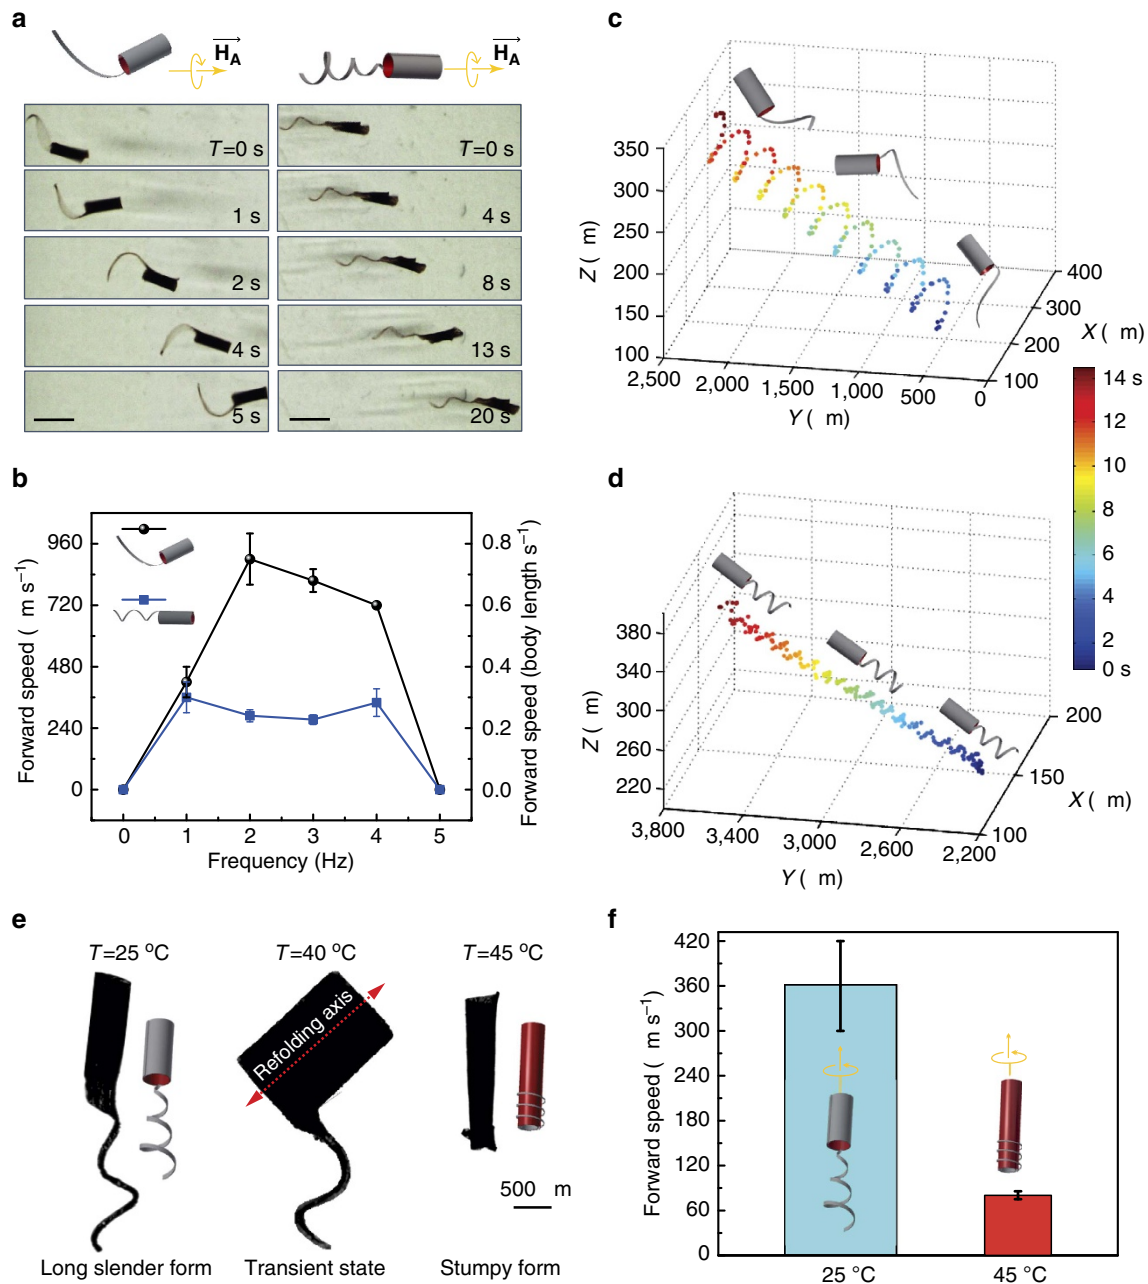 a
H_A
H_A
T=0 s
1 s
2 s
4 s
5 s
T=0 s
4 s
8 s
13 s
20 s
b
Forward speed ( m s⁻¹)
960
720
480
240
0
0.8
0.6
0.4
0.2
0.0
Forward speed (body length s⁻¹)
0 1 2 3 4 5
Frequency (Hz)
c
Z ( m)
350
300
250
200
150
100
2,500 2,000 1,500 1,000 500 0
Y ( m)
400
300
200
100
X ( m)
14 s
12
10
8
6
4
2
0 s
d
Z ( m)
380
340
300
260
220
3,800 3,400 3,000 2,600 2,200
Y ( m)
200
150
100
X ( m)
e
T=25 °C
T=40 °C
T=45 °C
Refolding axis
500 m
Long slender form
Transient state
Stumpy form
f
Forward speed ( m s⁻¹)
420
360
300
240
180
120
60
0
25 °C
45 °C